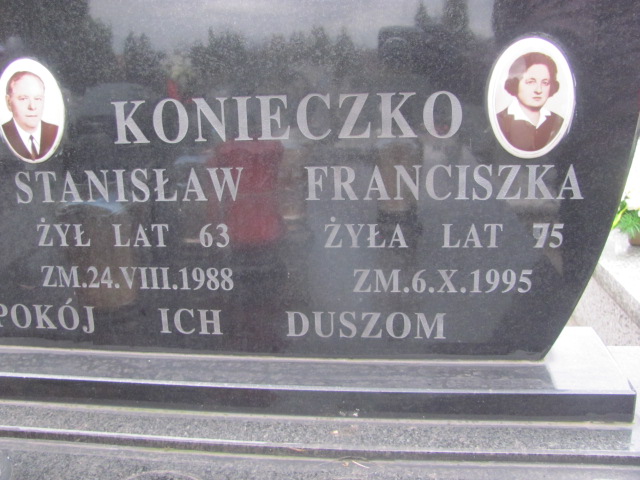 KONIECZKO
STANISŁAW FRANCISZKA
ŻYŁ LAT 63 ŻYŁA LAT 75
ZM.24.VIII.1988 ZM.6.X.1995
POKÓJ ICH DUSZOM